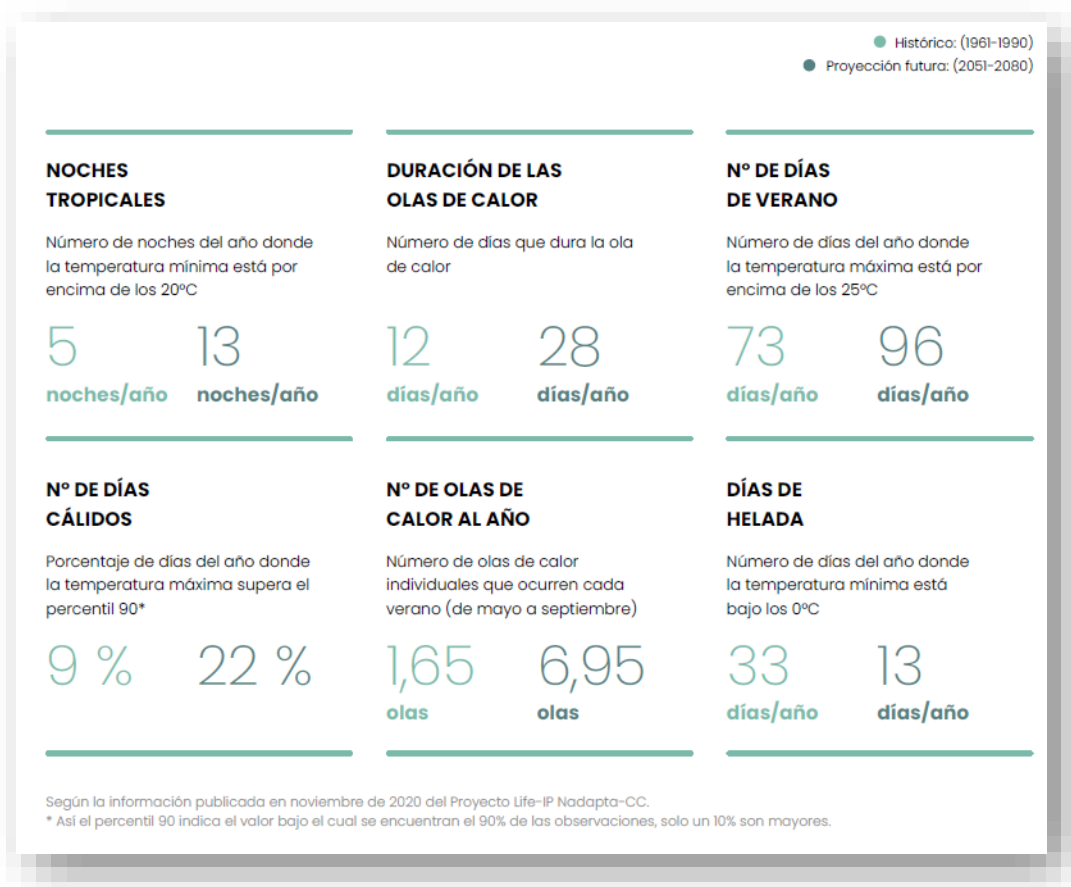 Histórico: (1961-1990)
Proyección futura: (2051-2080)
NOCHES
TROPICALES
Número de noches del año donde
la temperatura mínima está por
encima de los 20ºC
5
noches/año
13
noches/año
DURACIÓN DE LAS
OLAS DE CALOR
Número de días que dura la ola
de calor
12
días/año
28
días/año
Nº DE DÍAS
DE VERANO
Número de días del año donde
la temperatura máxima está por
encima de los 25ºC
73
días/año
96
días/año
Nº DE DÍAS
CÁLIDOS
Porcentaje de días del año donde
la temperatura máxima supera el
percentil 90*
9 %
22 %
Nº DE OLAS DE
CALOR AL AÑO
Número de olas de calor
individuales que ocurren cada
verano (de mayo a septiembre)
1,65
olas
6,95
olas
DÍAS DE
HELADA
Número de días del año donde
la temperatura mínima está
bajo los 0ºC
33
días/año
13
días/año
Según la información publicada en noviembre de 2020 del Proyecto Life-IP Nadapta-CC.
* Así el percentil 90 indica el valor bajo el cual se encuentran el 90% de las observaciones, solo un 10% son mayores.